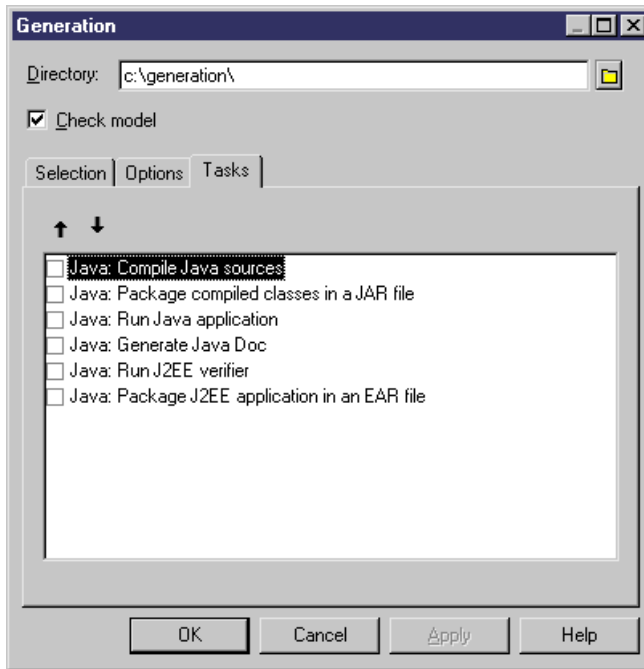 Generation
Directory: c:\generation\
Check model
Selection Options Tasks
Java: Compile Java sources
Java: Package compiled classes in a JAR file
Java: Run Java application
Java: Generate Java Doc
Java: Run J2EE verifier
Java: Package J2EE application in an EAR file
OK Cancel Apply Help